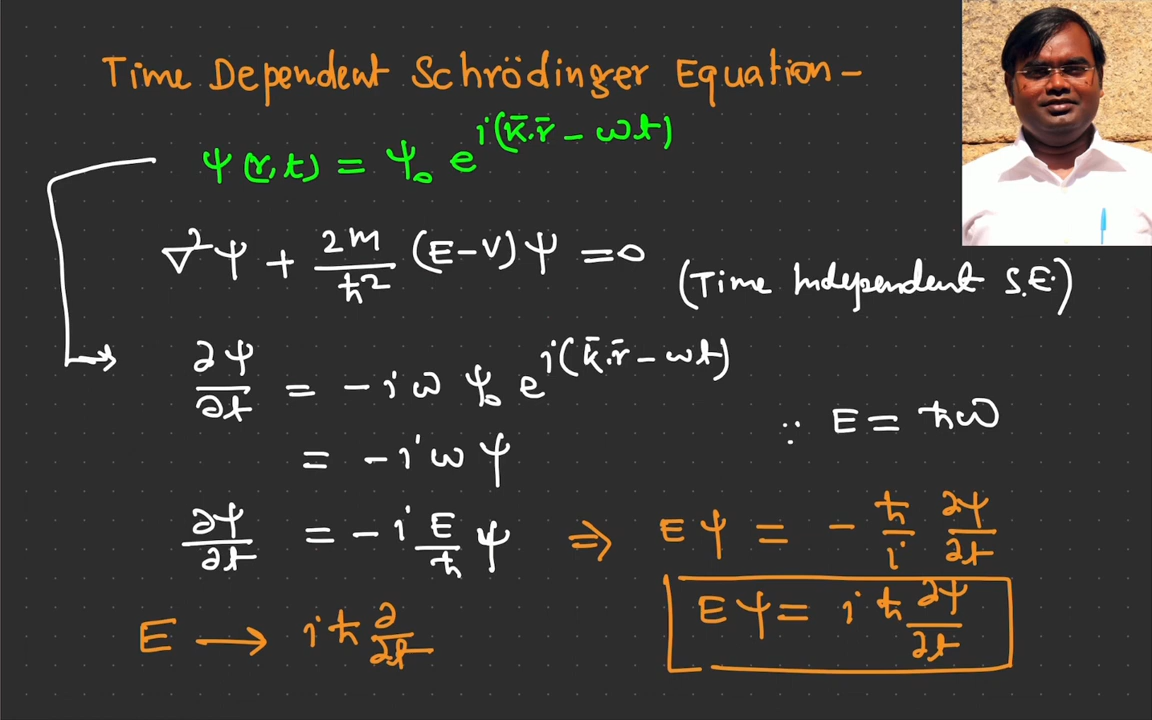 Time Dependent Schrödinger Equation -
ψ(r,t) = ψ₀ e^{i(k̄.r̄ - ωt)}
∇²ψ + 2m/ħ² (E-V)ψ = 0
(Time Independent S.E.)
∂ψ/∂t = -iω ψ₀ e^{i(k̄.r̄ - ωt)}
= -iωψ
∵ E = ħω
∂ψ/∂t = -i E/ħ ψ ⇒ Eψ = - ħ/i ∂ψ/∂t
E ⟶ iħ ∂/∂t
Eψ = iħ ∂ψ/∂t